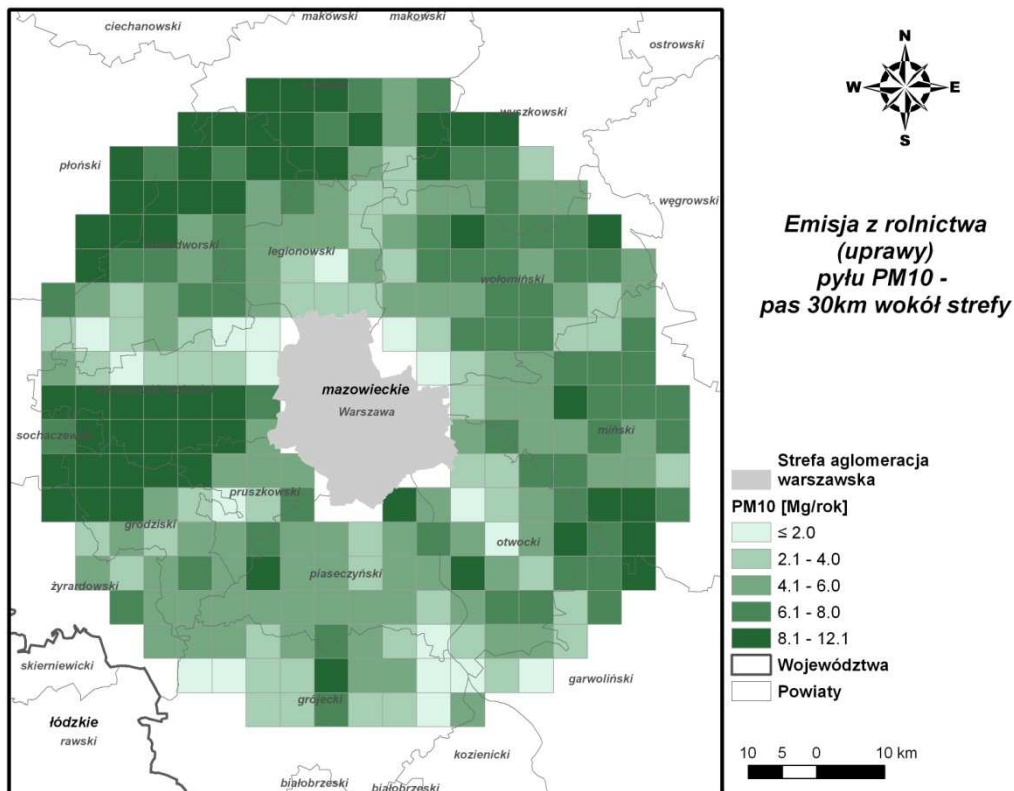 ciechanowski
makowski
makowski
ostrowski
wyszkowski
płoński
węgrowski
legionowski
wołomiński
mazowieckie
Warszawa
miński
pruszkowski
grodziski
otwocki
piaseczyński
żyrardowski
skierniewicki
garwoliński
grójecki
łódzkie
rawski
kozienicki
białobrzeski
białobrzeski
N
W E
S
Emisja z rolnictwa
(uprawy)
pyłu PM10 -
pas 30km wokół strefy
Strefa aglomeracja
warszawska
PM10 [Mg/rok]
≤ 2.0
2.1 - 4.0
4.1 - 6.0
6.1 - 8.0
8.1 - 12.1
Województwa
Powiaty
10 5 0 10 km